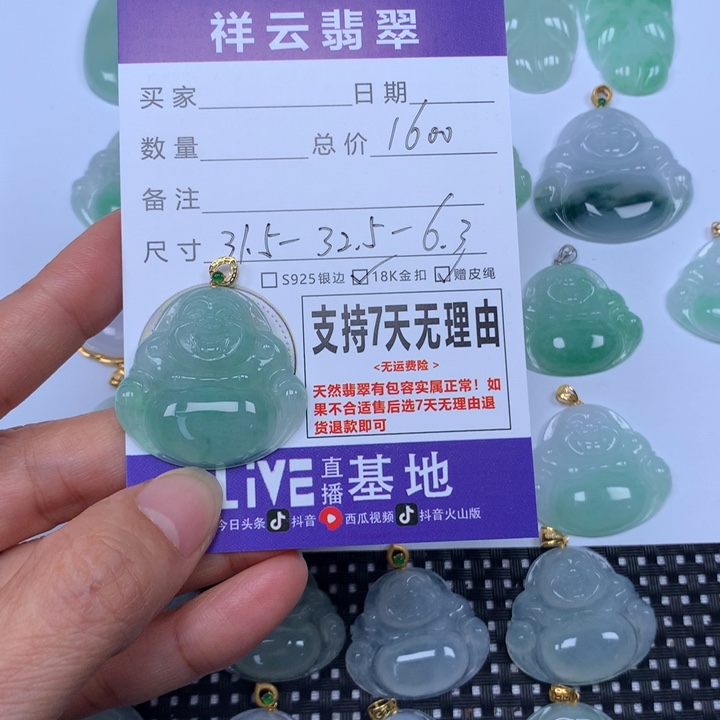 祥云翡翠
买家 日期
数量 总价 1600
备注
尺寸 31.5-32.5-6.3
S925银边 18K金扣 赠皮绳
支持7天无理由
<无运费险>
天然翡翠有包容实属正常！如
果不合适售后选7天无理由退
货退款即可
LiVE 直播 基地
今日头条 抖音 西瓜视频 抖音火山版